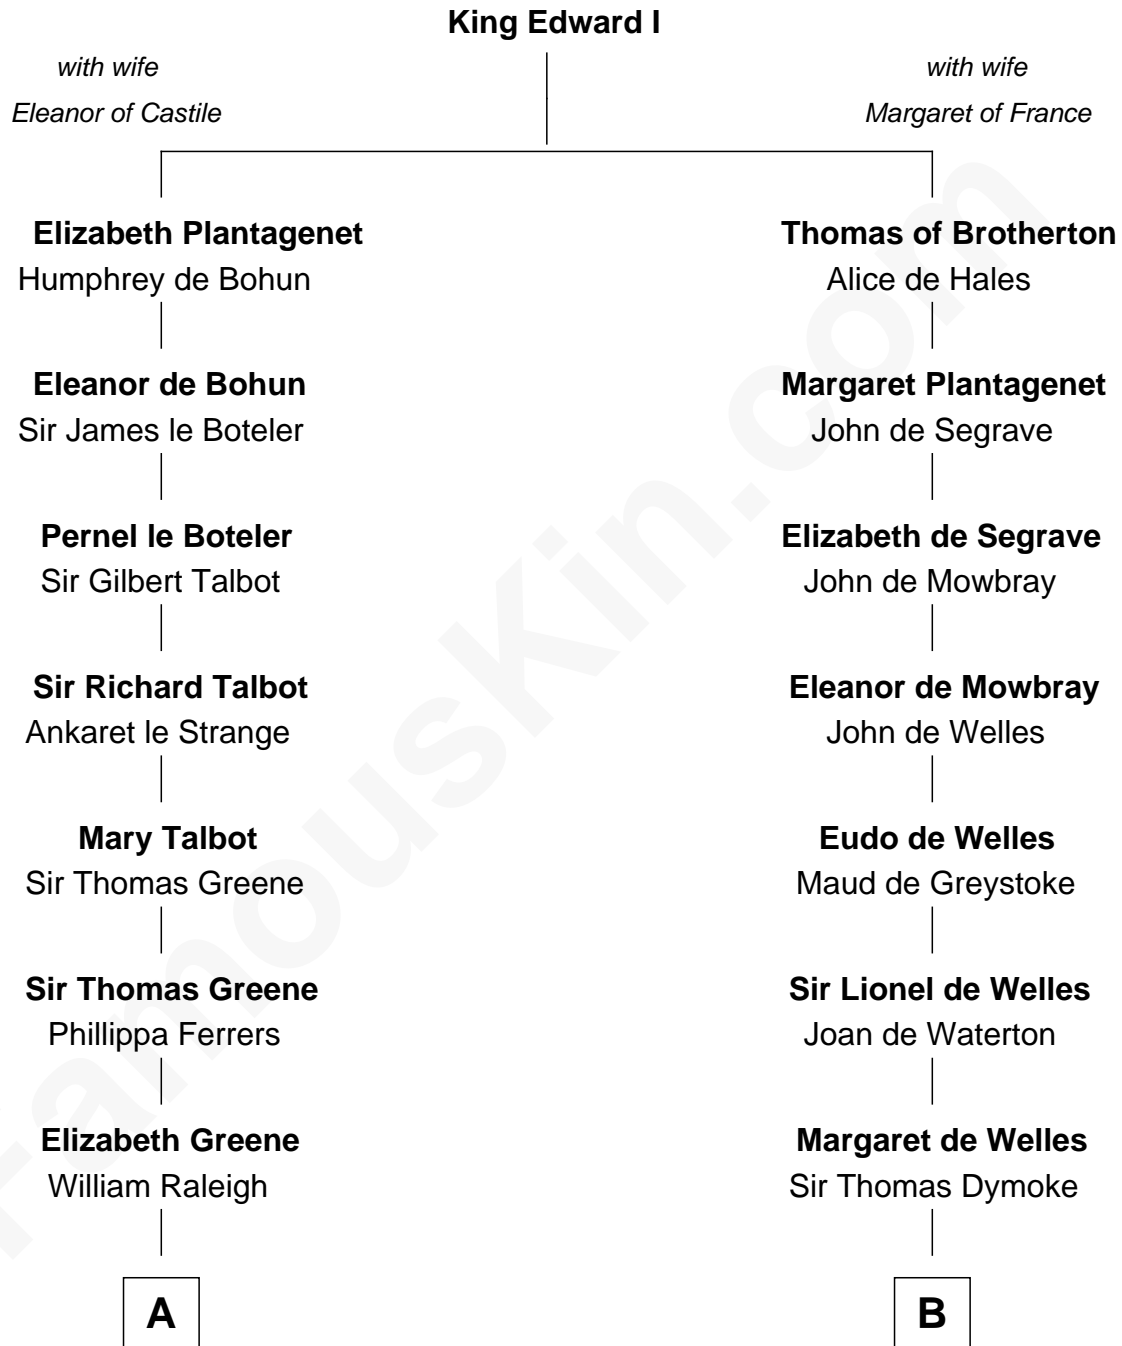 King Edward I
with wife
Eleanor of Castile
with wife
Margaret of France
Elizabeth Plantagenet
Humphrey de Bohun
Thomas of Brotherton
Alice de Hales
Eleanor de Bohun
Sir James le Boteler
Margaret Plantagenet
John de Segrave
Pernel le Boteler
Sir Gilbert Talbot
Elizabeth de Segrave
John de Mowbray
Sir Richard Talbot
Ankaret le Strange
Eleanor de Mowbray
John de Welles
Mary Talbot
Sir Thomas Greene
Eudo de Welles
Maud de Greystoke
Sir Thomas Greene
Phillippa Ferrers
Sir Lionel de Welles
Joan de Waterton
Elizabeth Greene
William Raleigh
Margaret de Welles
Sir Thomas Dymoke
A
B
FamousKin.com